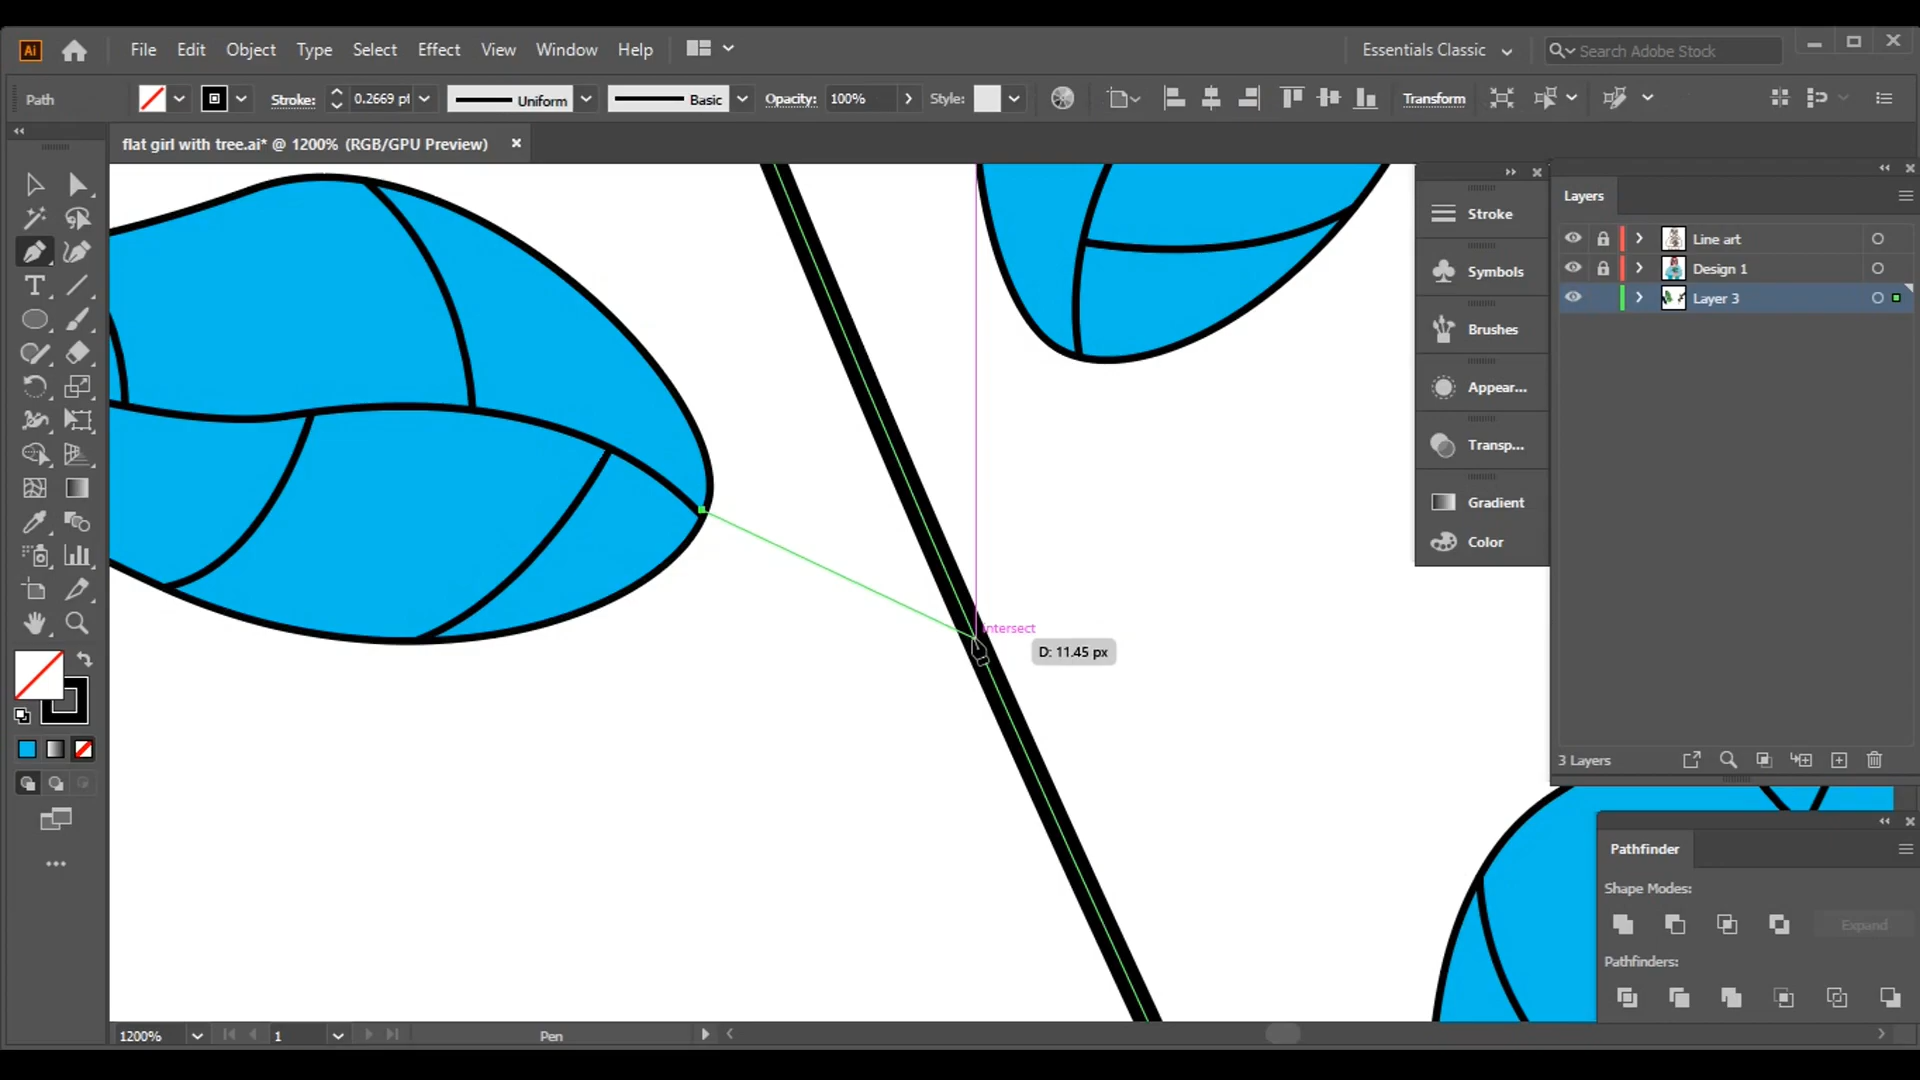 Ai File Edit Object Type Select Effect View Window Help Essentials Classic Search Adobe Stock
Path Stroke: 0.2669 pt Uniform Basic Opacity: 100% Style: Transform
flat girl with tree.ai* @ 1200% (RGB/GPU Preview)
Layers
Stroke
Line art
Design 1
Symbols
Layer 3
Brushes
Appear...
Transp...
Gradient
Color
intersect
D: 11.45 px
3 Layers
Pathfinder
Shape Modes:
Expand
Pathfinders:
1200% 1 Pen